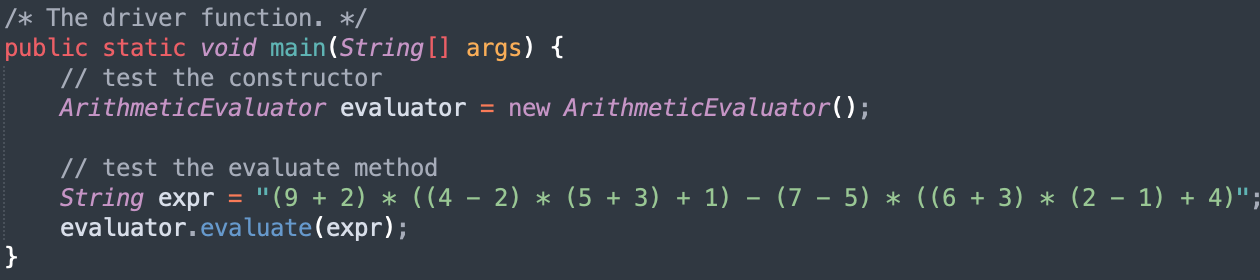 /* The driver function. */
public static void main(String[] args) {
    // test the constructor
    ArithmeticEvaluator evaluator = new ArithmeticEvaluator();

    // test the evaluate method
    String expr = "(9 + 2) * ((4 - 2) * (5 + 3) + 1) - (7 - 5) * ((6 + 3) * (2 - 1) + 4)";
    evaluator.evaluate(expr);
}